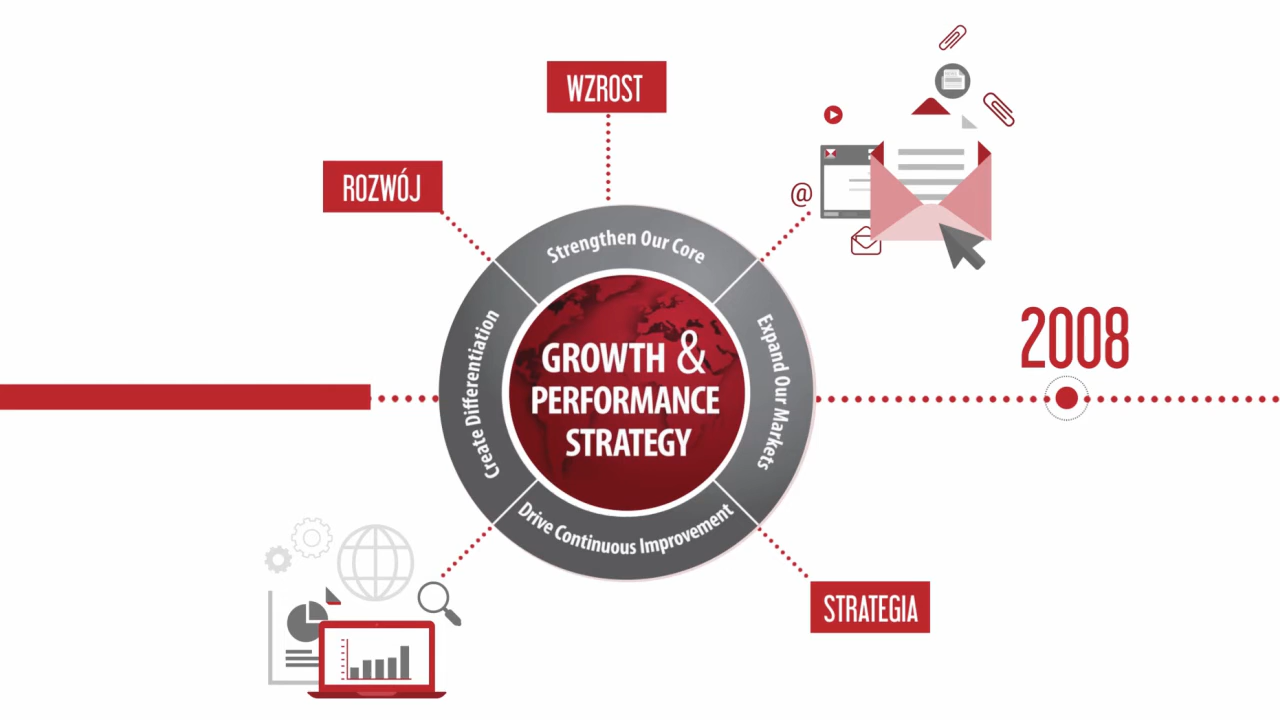 WZROST
ROZWÓJ
@
Strengthen Our Core
2008
Create Differentiation
GROWTH &
PERFORMANCE
STRATEGY
Expand Our Markets
Drive Continuous Improvement
STRATEGIA